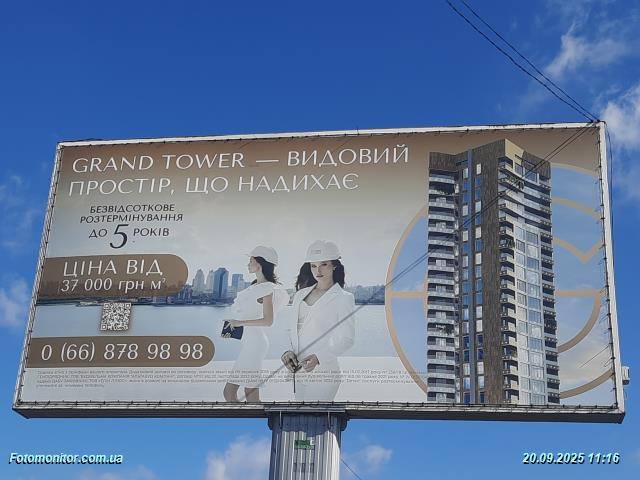 GRAND TOWER — ВИДОВИЙ
ПРОСТІР, ЩО НАДИХАЄ
БЕЗВІДСОТКОВЕ
РОЗТЕРМІНУВАННЯ
ДО 5 РОКІВ
ЦІНА ВІД
37 000 грн м²
0 (66) 878 98 98
Fotomonitor.com.ua
20.09.2025 11:16